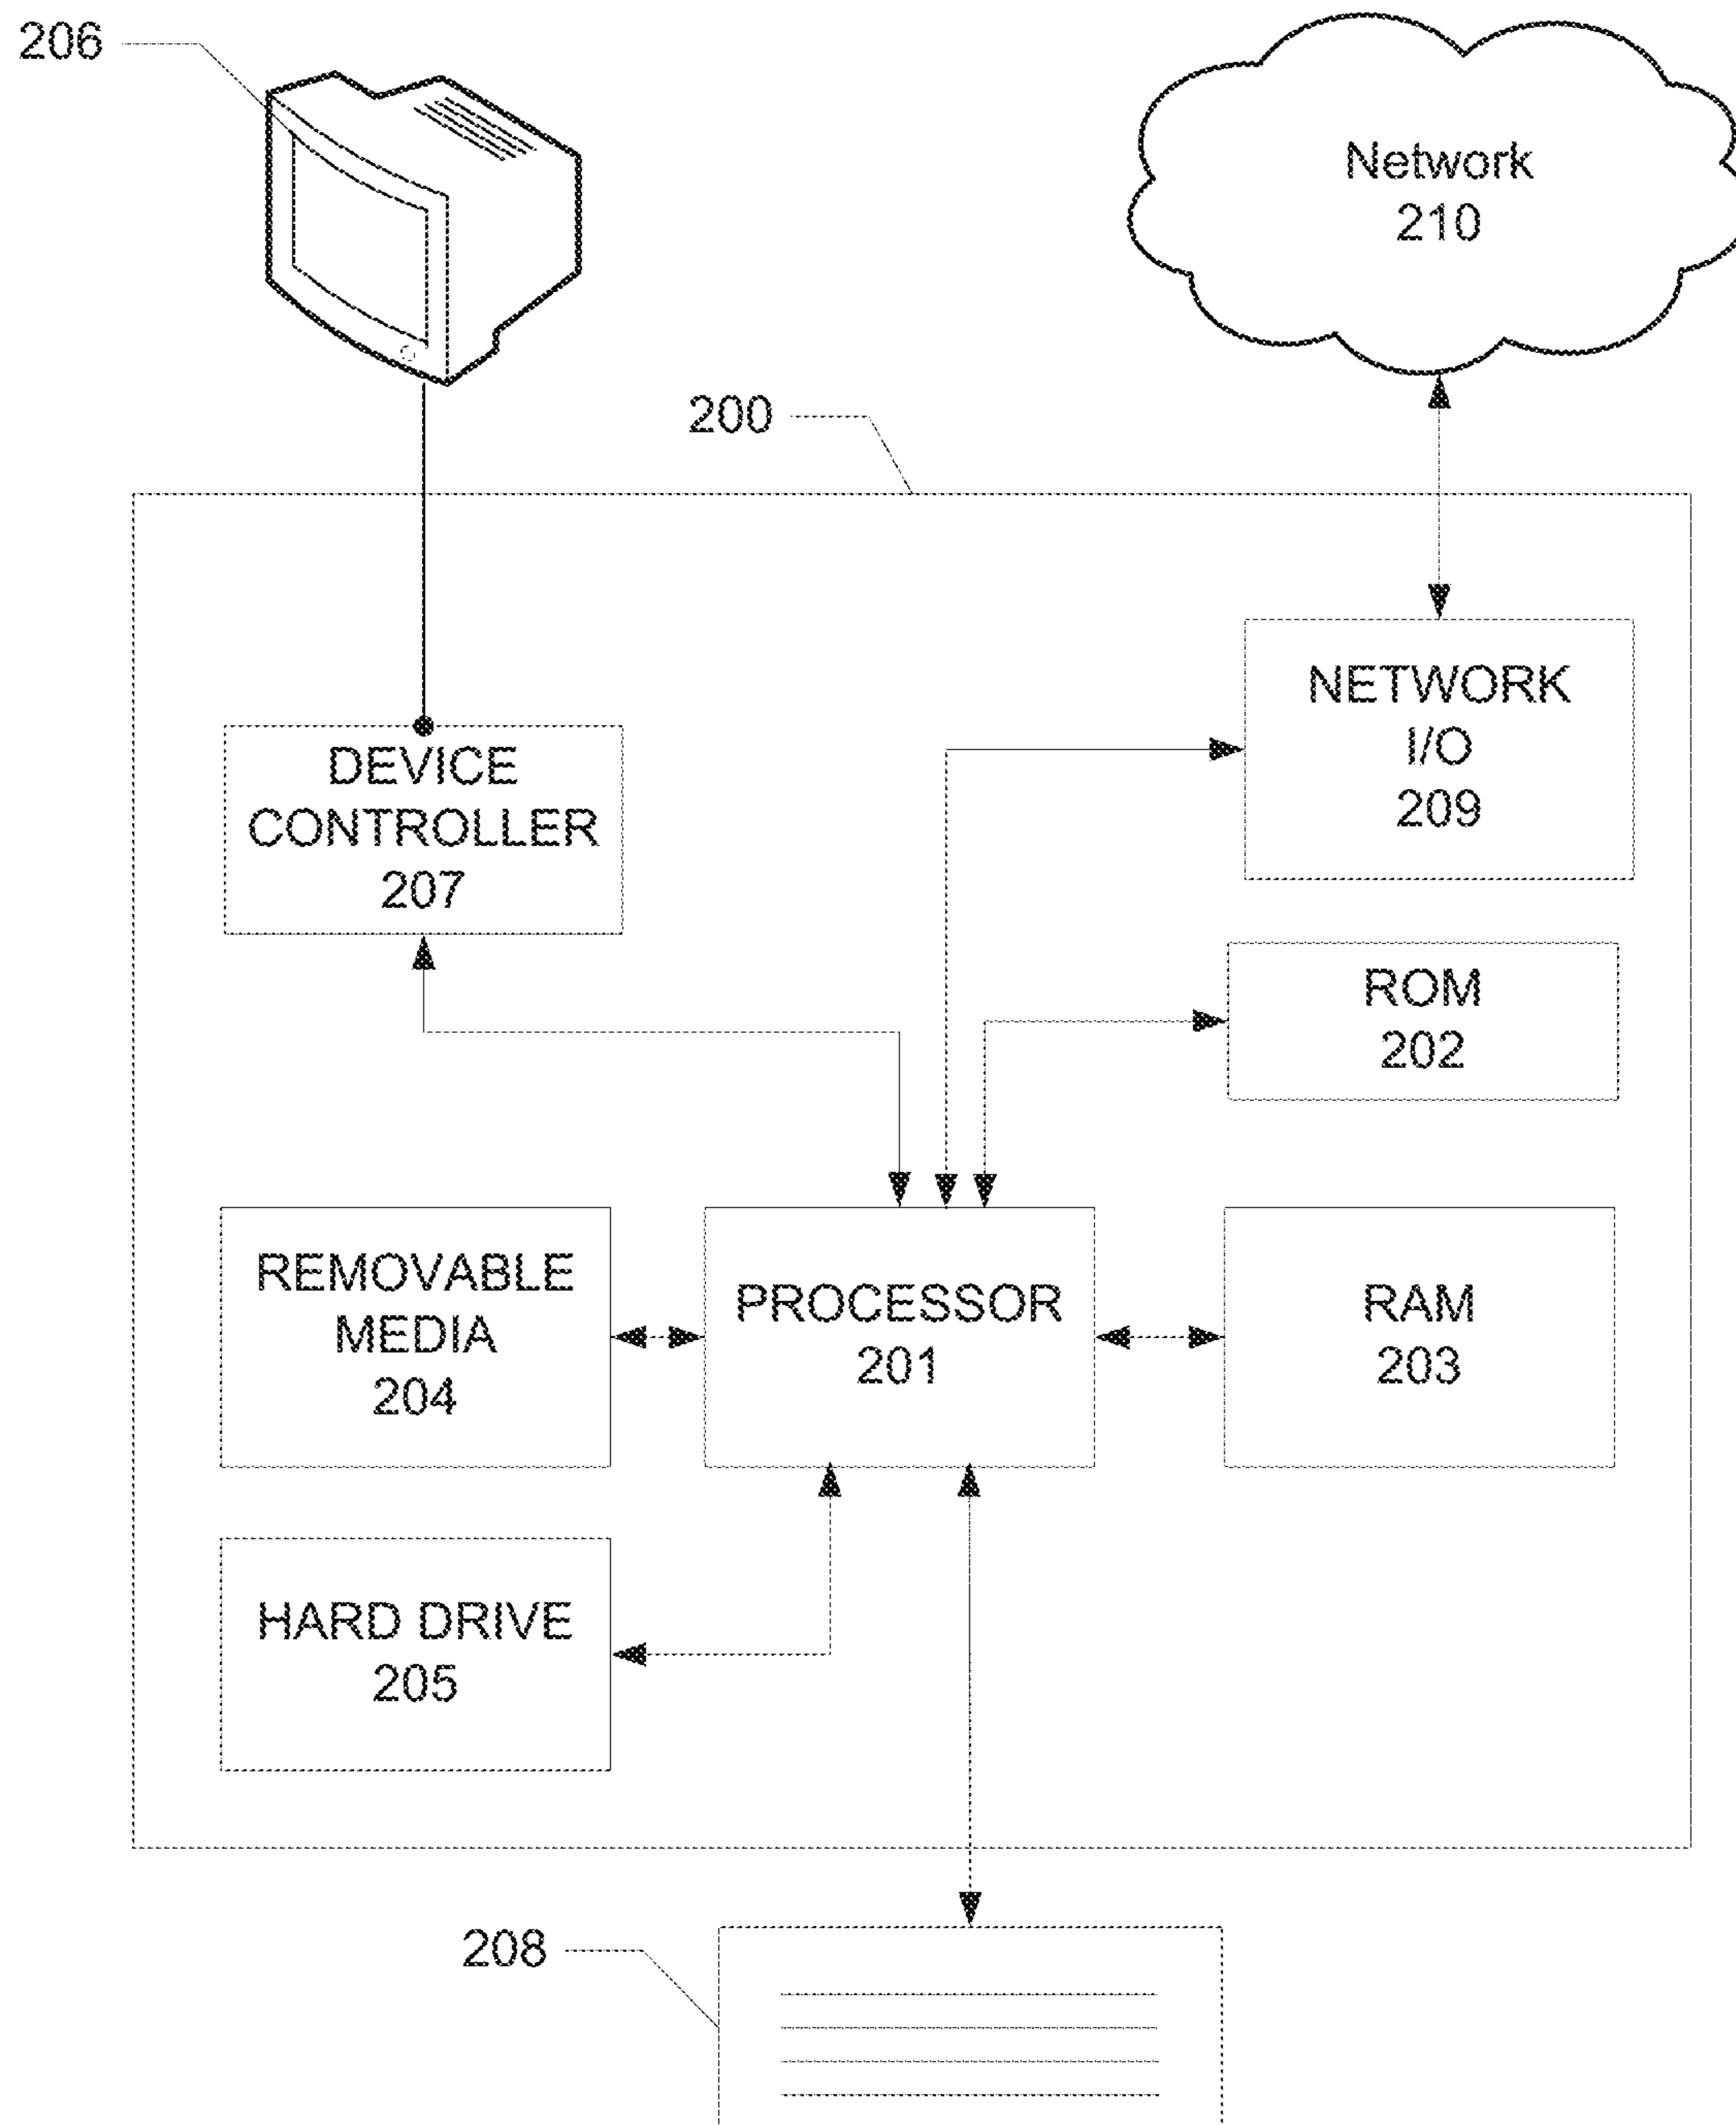 206
Network
210
200
NETWORK
I/O
209
DEVICE
CONTROLLER
207
ROM
202
REMOVABLE
MEDIA
204
PROCESSOR
201
RAM
203
HARD DRIVE
205
208